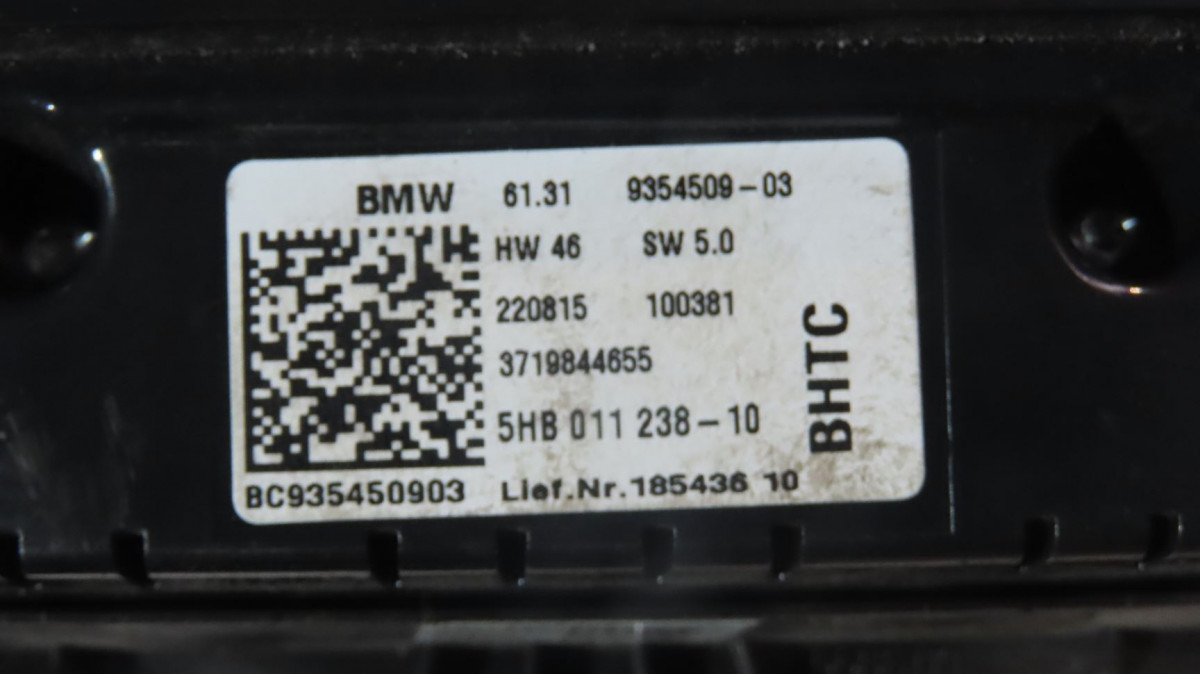 BMW 61.31 9354509-03
HW 46 SW 5.0
220815 100381
3719844655
5HB 011 238-10
BHTC
BC935450903 Lief.Nr.185436 10